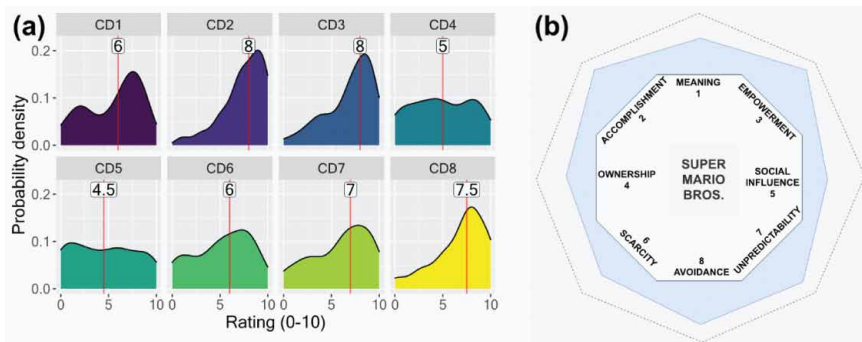 (a)
CD1 CD2 CD3 CD4
6 8 8 5
0.2
0.1
0.0
CD5 CD6 CD7 CD8
4.5 6 7 7.5
0.2
0.1
0.0
0 5 10 0 5 10 0 5 10 0 5 10
Probability density
Rating (0-10)
(b)
MEANING
1
ACCOMPLISHMENT
2
EMPOWERMENT
3
OWNERSHIP
4
SUPER
MARIO
BROS.
SOCIAL
INFLUENCE
5
6
SCARCITY
7
UNPREDICTABILITY
8
AVOIDANCE